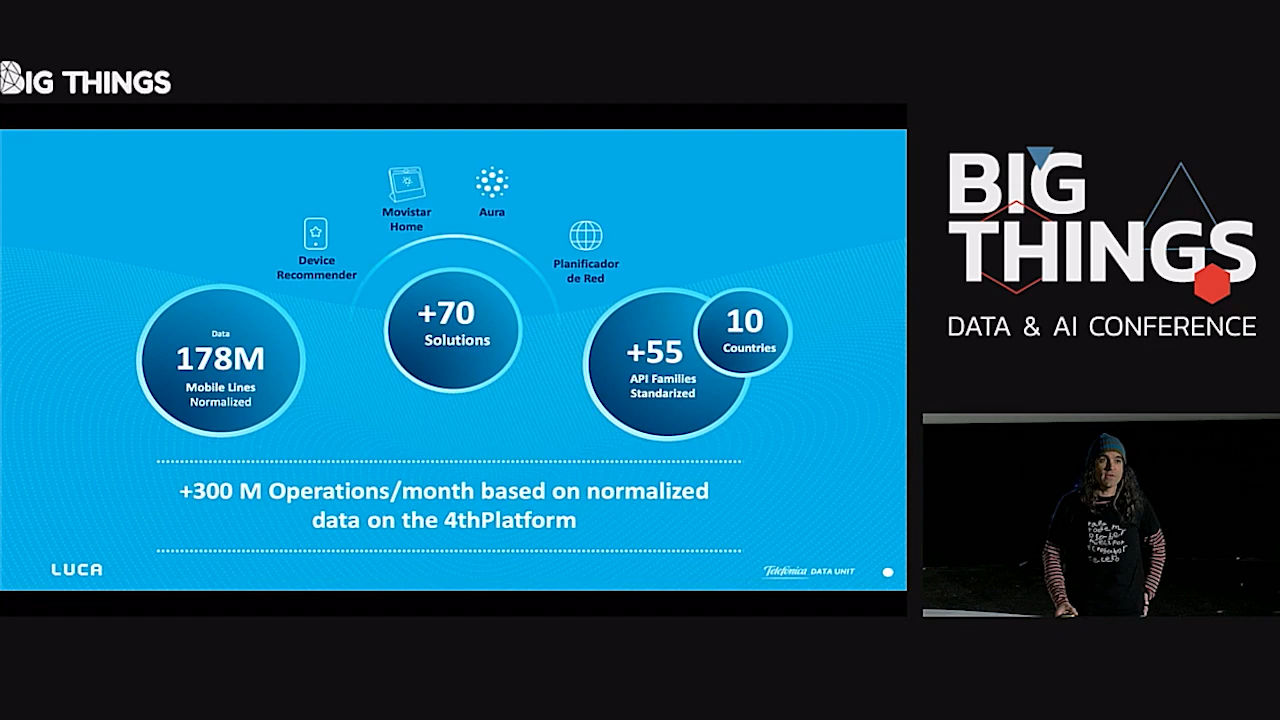 BIG THINGS
Movistar
Home
Aura
Device
Recommender
Planificador
de Red
Data
178M
Mobile Lines
Normalized
+70
Solutions
+55
API Families
Standarized
10
Countries
+300 M Operations/month based on normalized
data on the 4thPlatform
LUCA
Telefónica DATA UNIT
BIG
THINGS
DATA & AI CONFERENCE